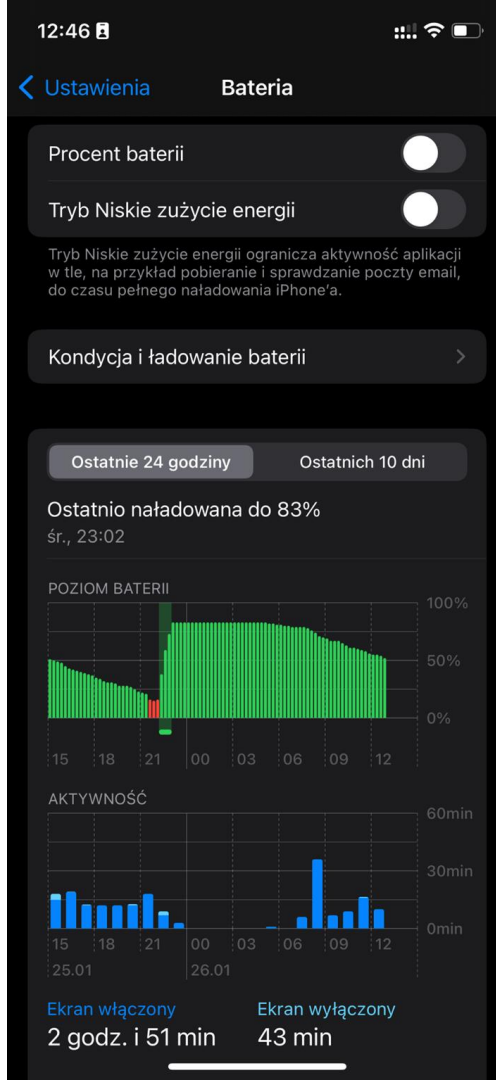 12:46
Ustawienia
Bateria
Procent baterii
Tryb Niskie zużycie energii
Tryb Niskie zużycie energii ogranicza aktywność aplikacji
w tle, na przykład pobieranie i sprawdzanie poczty email,
do czasu pełnego naładowania iPhone'a.
Kondycja i ładowanie baterii
Ostatnie 24 godziny
Ostatnich 10 dni
Ostatnio naładowana do 83%
śr., 23:02
POZIOM BATERII
100%
50%
0%
15 18 21 00 03 06 09 12
AKTYWNOŚĆ
60min
30min
0min
15 18 21 00 03 06 09 12
25.01 26.01
Ekran włączony Ekran wyłączony
2 godz. i 51 min 43 min